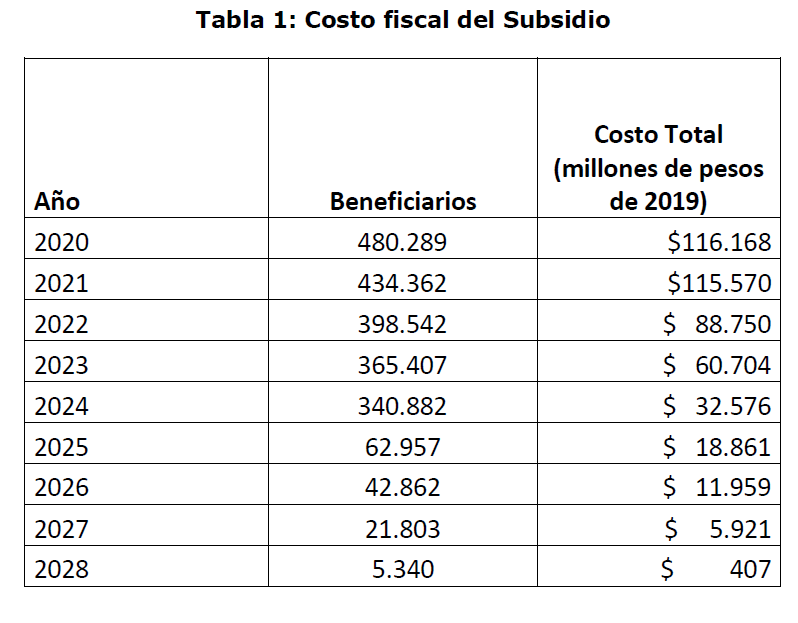 Tabla 1: Costo fiscal del Subsidio
Año Beneficiarios Costo Total
(millones de pesos
de 2019)
2020 480.289 $116.168
2021 434.362 $115.570
2022 398.542 $ 88.750
2023 365.407 $ 60.704
2024 340.882 $ 32.576
2025 62.957 $ 18.861
2026 42.862 $ 11.959
2027 21.803 $ 5.921
2028 5.340 $ 407